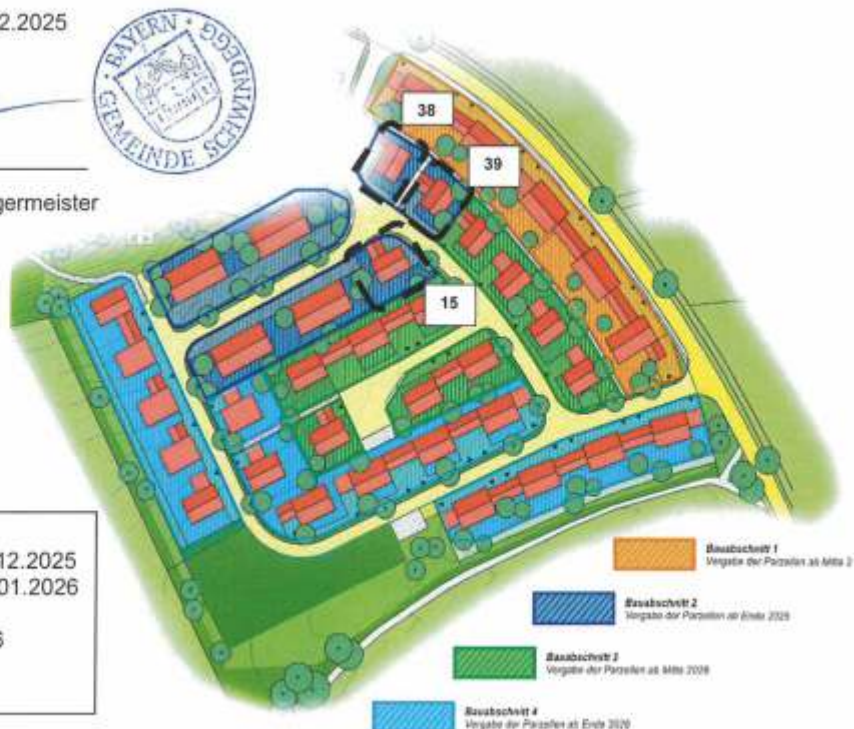 2.2025
BAYERN
GEMEINDE SCHWINDEGG
germeister
38
39
15
12.2025
01.2026
6
Bauabschnitt 1
Vergabe der Parzellen ab Mitte 2
Bauabschnitt 2
Vergabe der Parzellen ab Ende 2025
Bauabschnitt 3
Vergabe der Parzellen ab Mitte 2026
Bauabschnitt 4
Vergabe der Parzellen ab Ende 2026